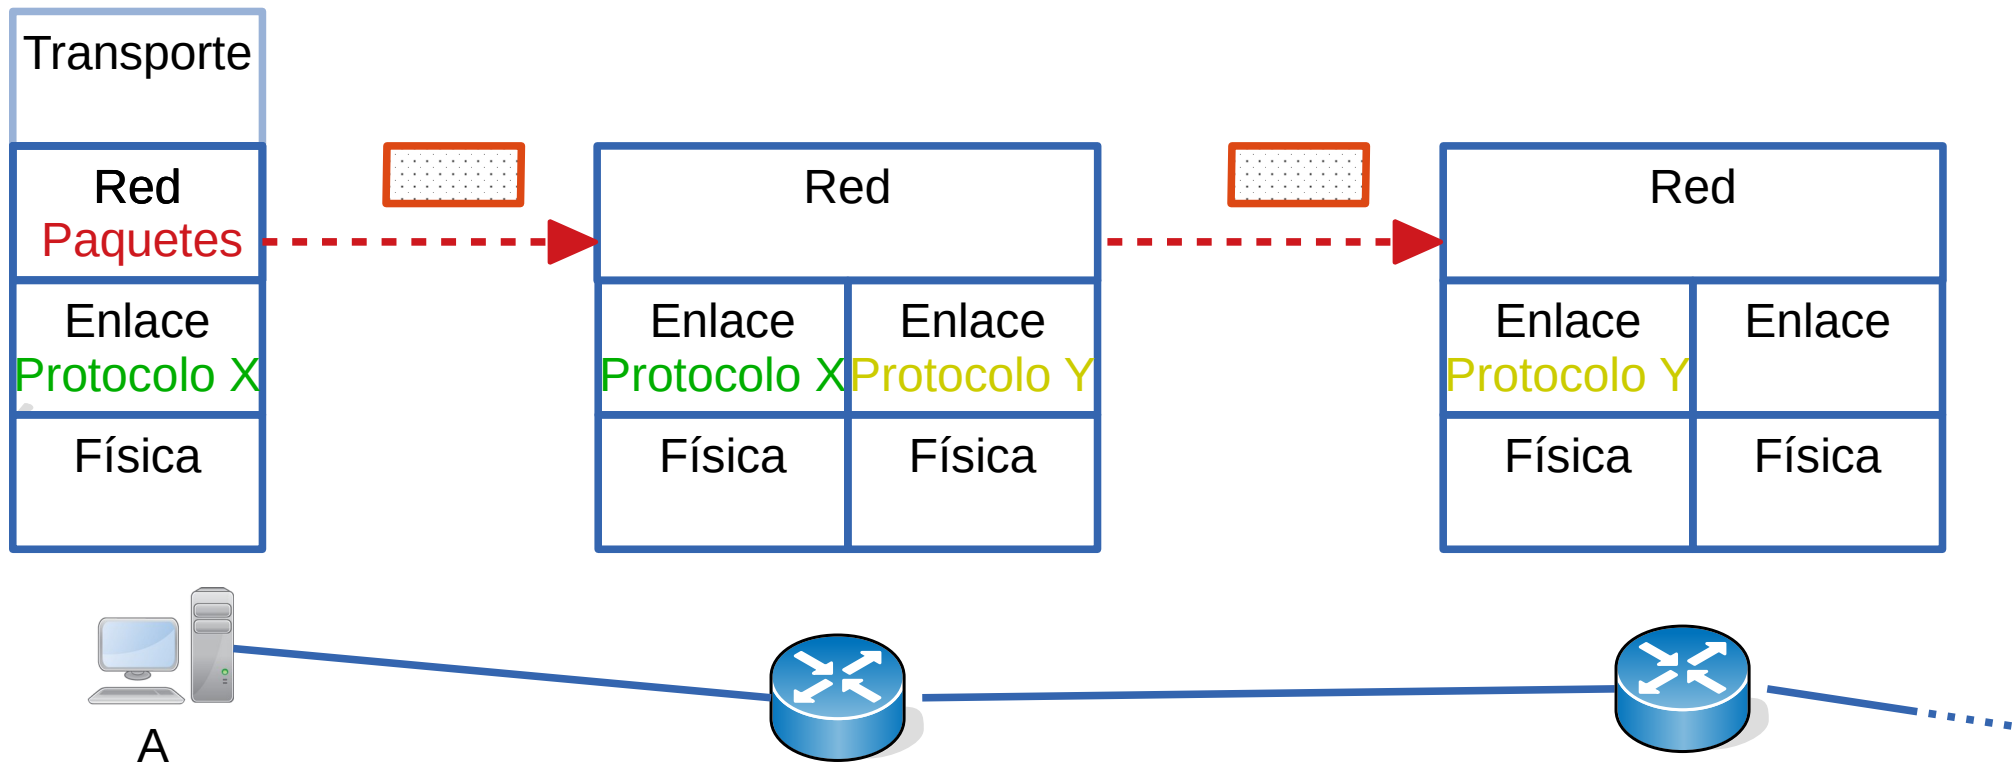 Transporte
Red
Paquetes
Enlace
Protocolo X
Física
Red
Enlace
Protocolo X
Enlace
Protocolo Y
Física
Física
Red
Enlace
Protocolo Y
Enlace
Física
Física
A